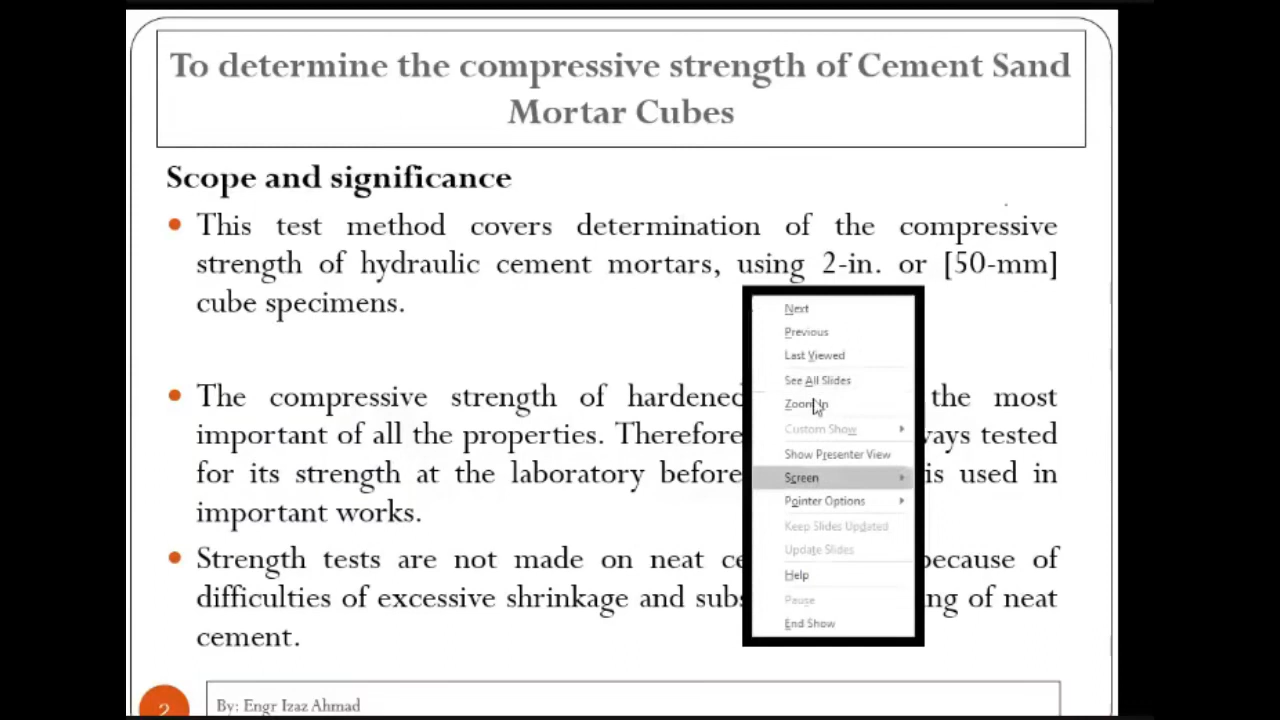 To determine the compressive strength of Cement Sand
Mortar Cubes
Scope and significance
This test method covers determination of the compressive
strength of hydraulic cement mortars, using 2-in. or [50-mm]
cube specimens.
The compressive strength of hardened the most
important of all the properties. Therefore tested
for its strength at the laboratory before is used in
important works.
Strength tests are not made on neat of
difficulties of excessive shrinkage and of neat
cement.
Next
Previous
Last Viewed
See All Slides
Zoom In
Custom Show
Show Presenter View
Screen
Pointer Options
Keep Slides Updated
Update Slides
Help
Pause
End Show
2
By: Engr Izaz Ahmad